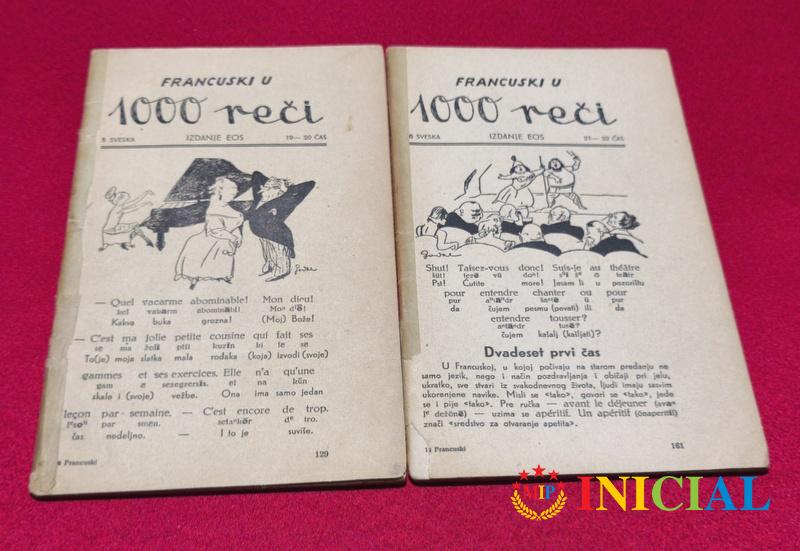 FRANCUSKI U
1000 reči
IZDANJE EOS
19— 20 ČAS
— Quel vacarme abominable! Mon dieu!
Kakva buka grozna! (Moj) Bože!
— C'est ma jolie petite cousine qui fait ses
To(je) moja slatka mala rođaka (koja) izvodi (svoje)
gammes et ses exercices. Elle n'a qu'une
skale i (svoje) vežbe. Ona ima samo jedan
leçon par semaine. — C'est encore de trop.
čas nedeljno. — I to je suviše.
9 Francuski
129
FRANCUSKI U
1000 reči
SVESKA
IZDANJE EOS
21— 22 ČAS
Shut! Taisez-vous donc! Suis-je au théâtre
Pst! Ćutite more! Jesam li u pozorištu
pour entendre chanter ou pour
da čujem pesmu (pevati) ili da
entendre tousser?
čujem kašalj (kašljati)?
Dvadeset prvi čas
U Francuskoj, u kojoj počivaju na starom predanju ne
samo jezik, nego i način pozdravljanja i običaji pri jelu,
ukratko, sve stvari iz svakodnevnog života, ljudi imaju sasvim
ukorenjene navike. Misli se ‹tako›, govori se ‹tako›, jede
se i pije ‹tako›. Pre ručka — avant le déjeuner
— uzima se apéritif. Un apéritif
znači ‹sredstvo za otvaranje apetita›.
11 Francuski
161
MIP
INICIAL